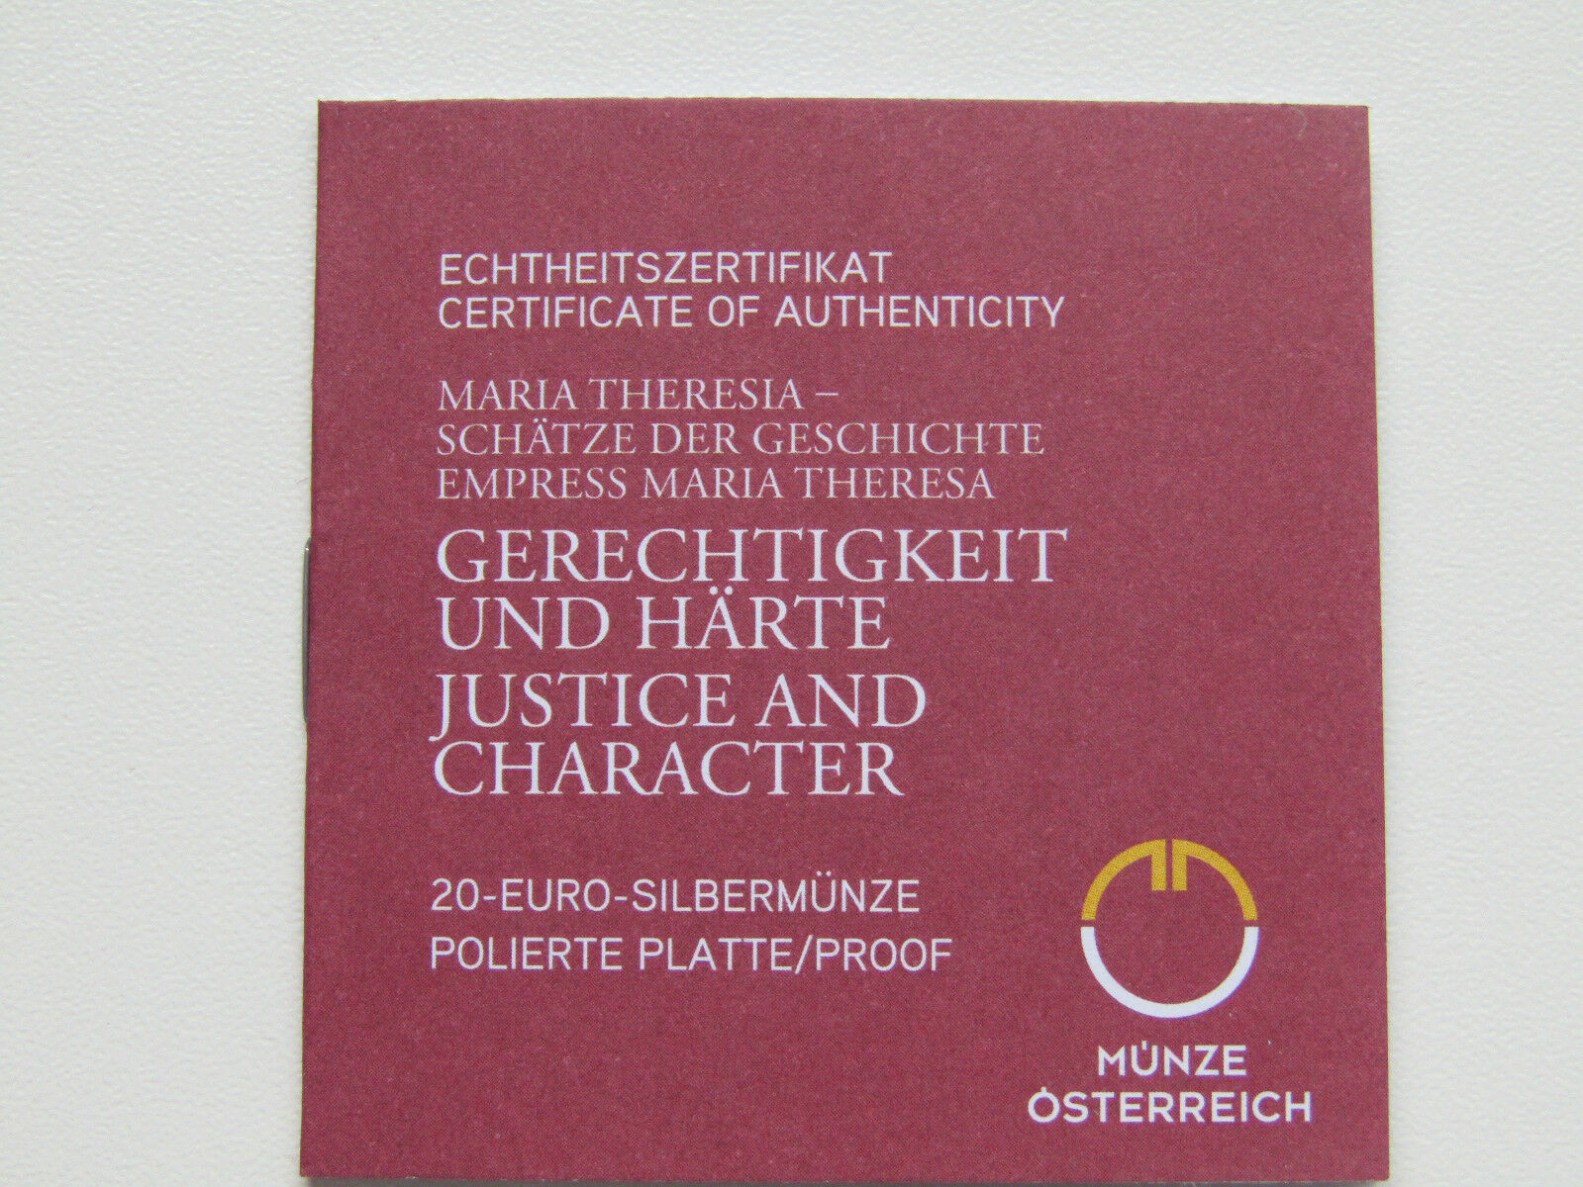 ECHTHEITSZERTIFIKAT
CERTIFICATE OF AUTHENTICITY
MARIA THERESIA –
SCHÄTZE DER GESCHICHTE
EMPRESS MARIA THERESA
GERECHTIGKEIT
UND HÄRTE
JUSTICE AND
CHARACTER
20-EURO-SILBERMÜNZE
POLIERTE PLATTE/PROOF
MÜNZE
ÖSTERREICH